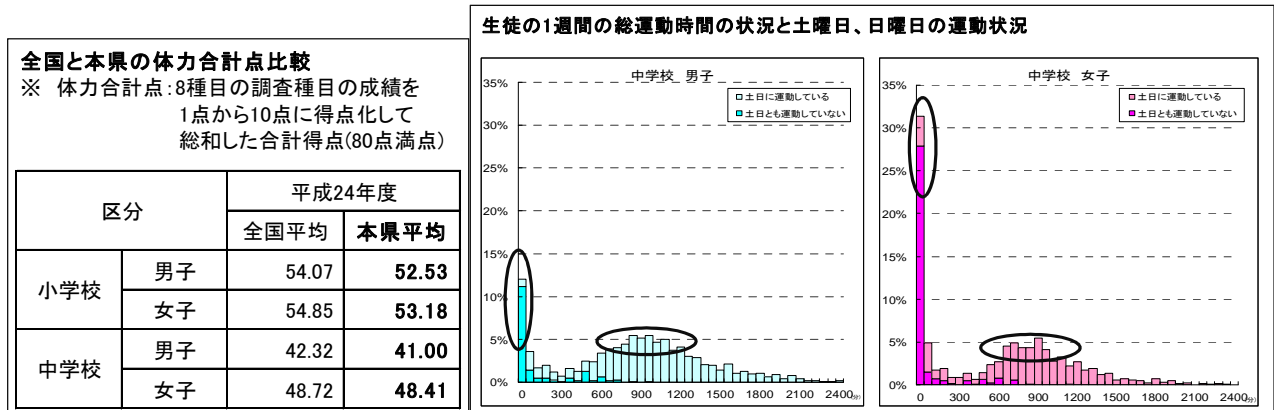 全国と本県の体力合計点比較
※ 体力合計点:8種目の調査種目の成績を
1点から10点に得点化して
総和した合計得点(80点満点)
区分 平成24年度
全国平均 本県平均
小学校 男子 54.07 52.53
女子 54.85 53.18
中学校 男子 42.32 41.00
女子 48.72 48.41
生徒の1週間の総運動時間の状況と土曜日、日曜日の運動状況
中学校 男子
土日に運動している
土日とも運動していない
35%
30%
25%
20%
15%
10%
5%
0%
0 300 600 900 1200 1500 1800 2100 2400(分)
中学校 女子
土日に運動している
土日とも運動していない
35%
30%
25%
20%
15%
10%
5%
0%
0 300 600 900 1200 1500 1800 2100 2400(分)